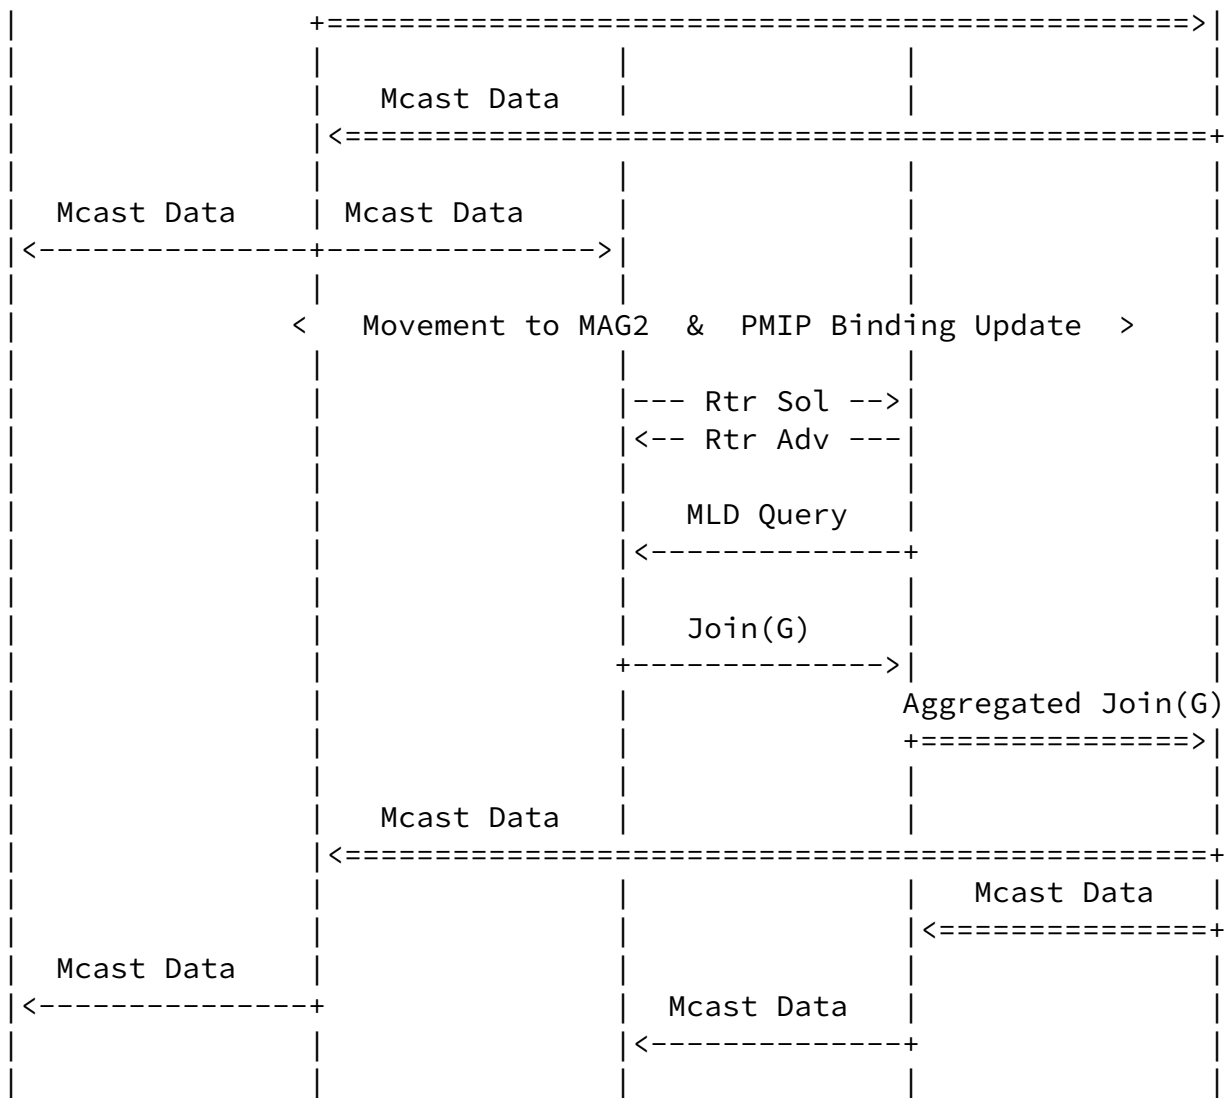 Mcast Data
Mcast Data Mcast Data
< Movement to MAG2 & PMIP Binding Update >
--- Rtr Sol -->
<-- Rtr Adv ---
MLD Query
Join(G)
Aggregated Join(G)
Mcast Data
Mcast Data
Mcast Data
Mcast Data